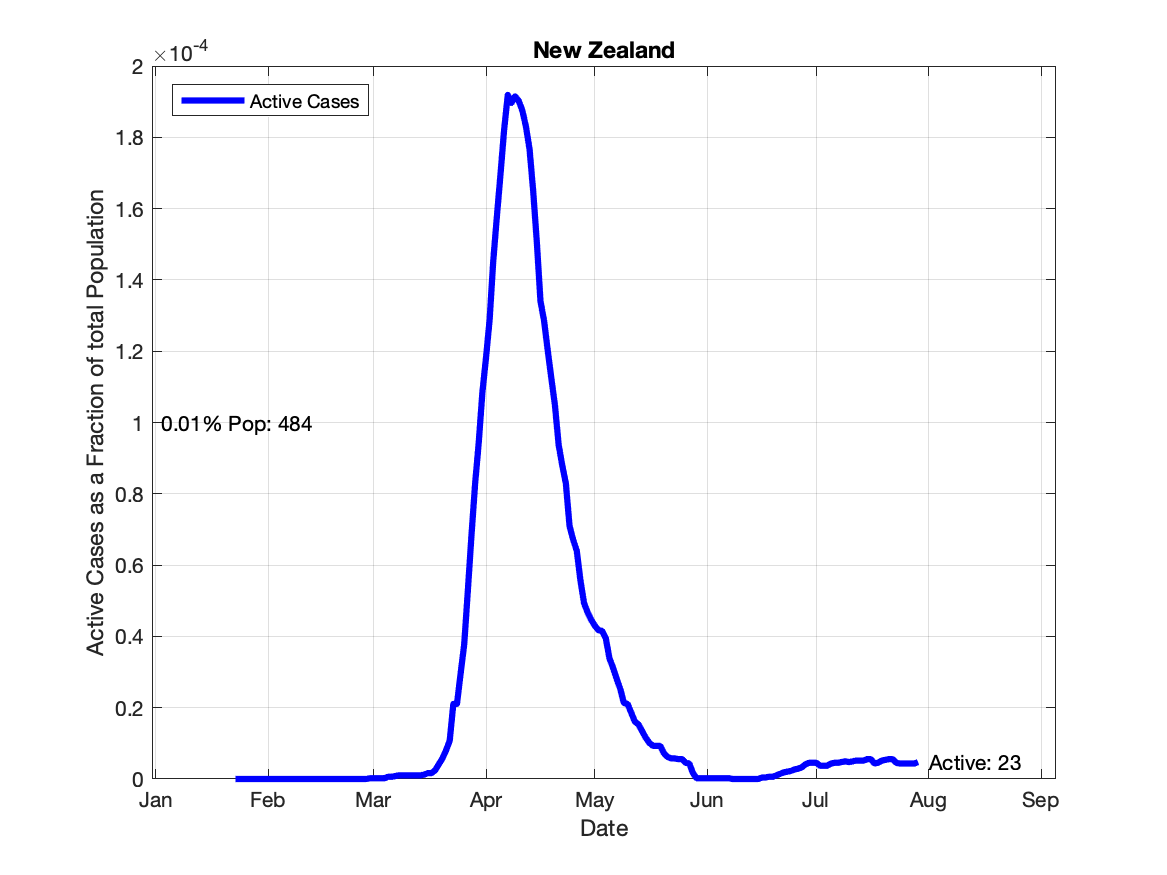 New Zealand
×10⁻⁴
Active Cases
2
1.8
1.6
1.4
1.2
1
0.8
0.6
0.4
0.2
0
0.01% Pop: 484
Active: 23
Active Cases as a Fraction of total Population
Jan Feb Mar Apr May Jun Jul Aug Sep
Date